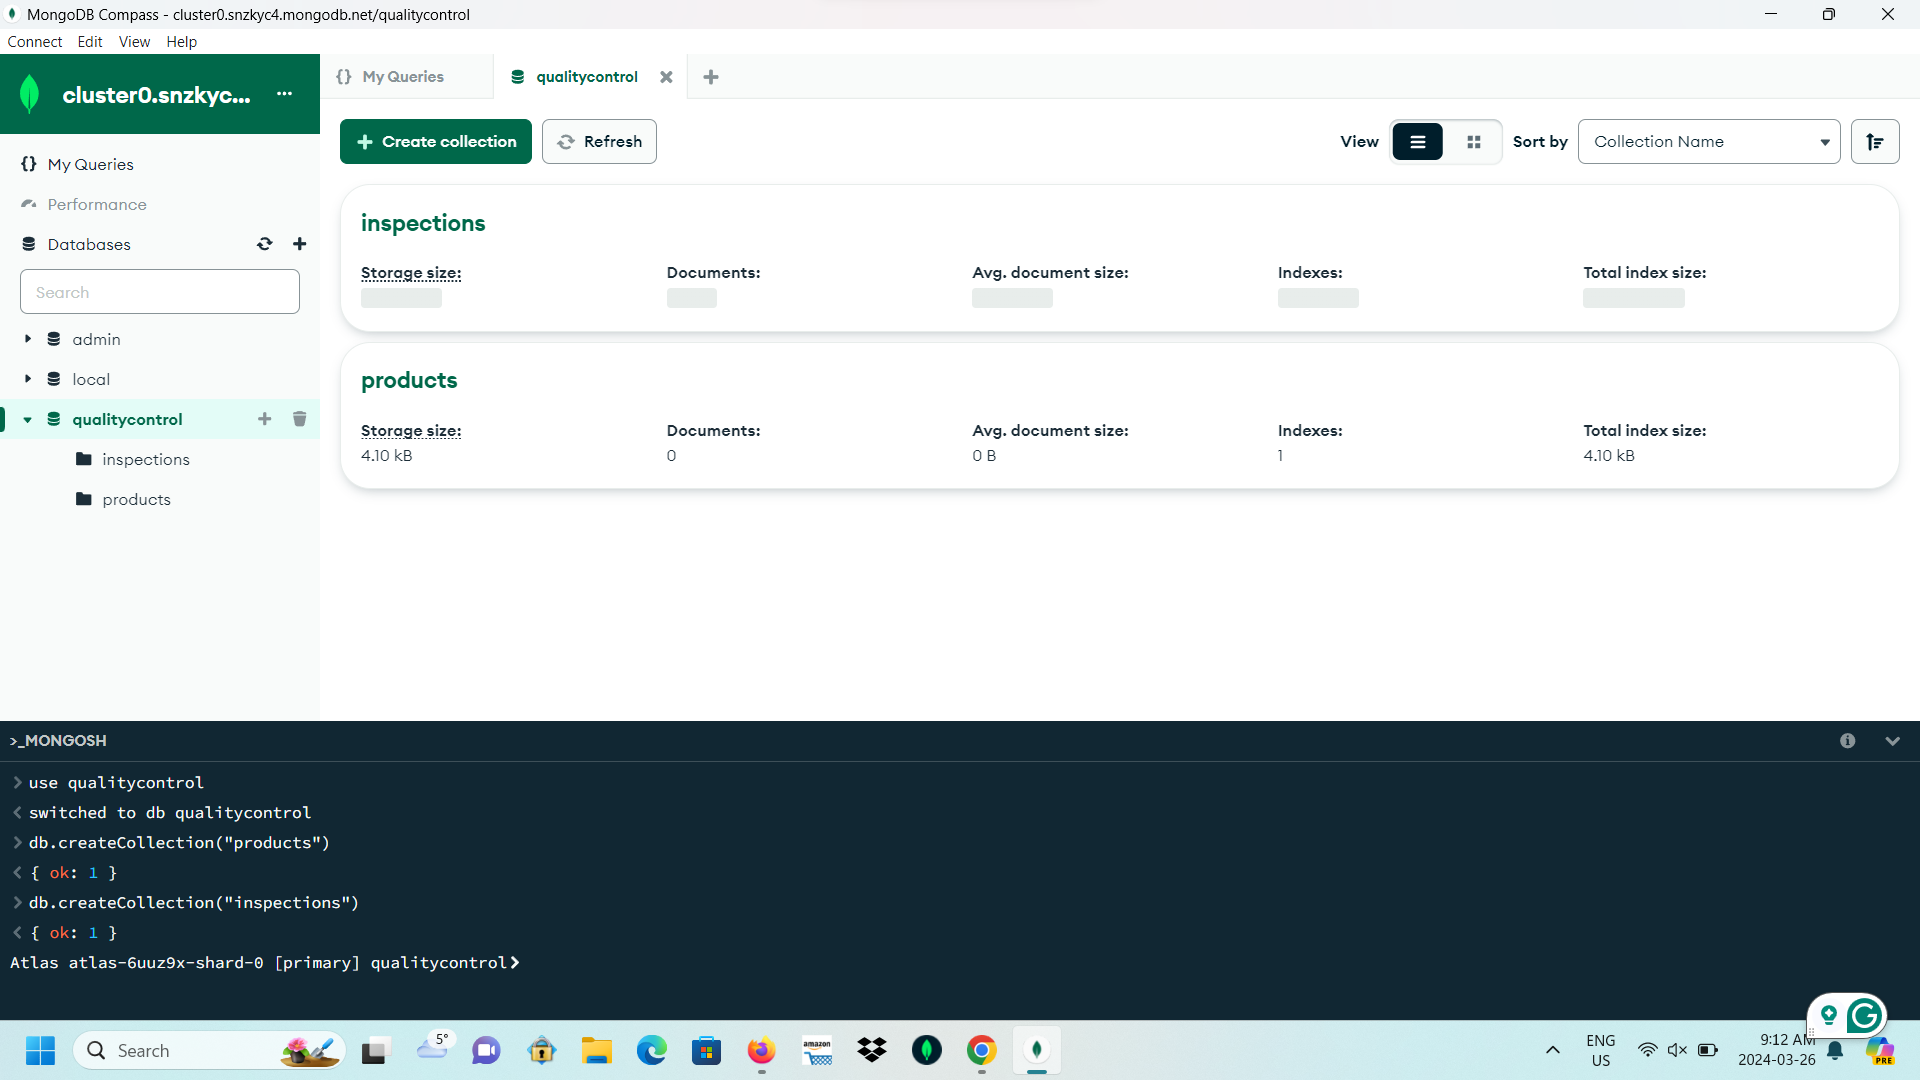 MongoDB Compass - cluster0.snzkyc4.mongodb.net/qualitycontrol
Connect Edit View Help
cluster0.snzkyc... ...
{} My Queries
qualitycontrol
{} My Queries
Performance
Databases
Search
admin
local
qualitycontrol
inspections
products
Create collection
Refresh
View
Sort by
Collection Name
inspections
Storage size: Documents: Avg. document size: Indexes: Total index size:
products
Storage size: Documents: Avg. document size: Indexes: Total index size:
4.10 kB 0 0 B 1 4.10 kB
>_MONGOSH
> use qualitycontrol
< switched to db qualitycontrol
> db.createCollection("products")
< { ok: 1 }
> db.createCollection("inspections")
< { ok: 1 }
Atlas atlas-6uuz9x-shard-0 [primary] qualitycontrol>
Search
5°
amazon
ENG
US
9:12 AM
2024-03-26
PRE